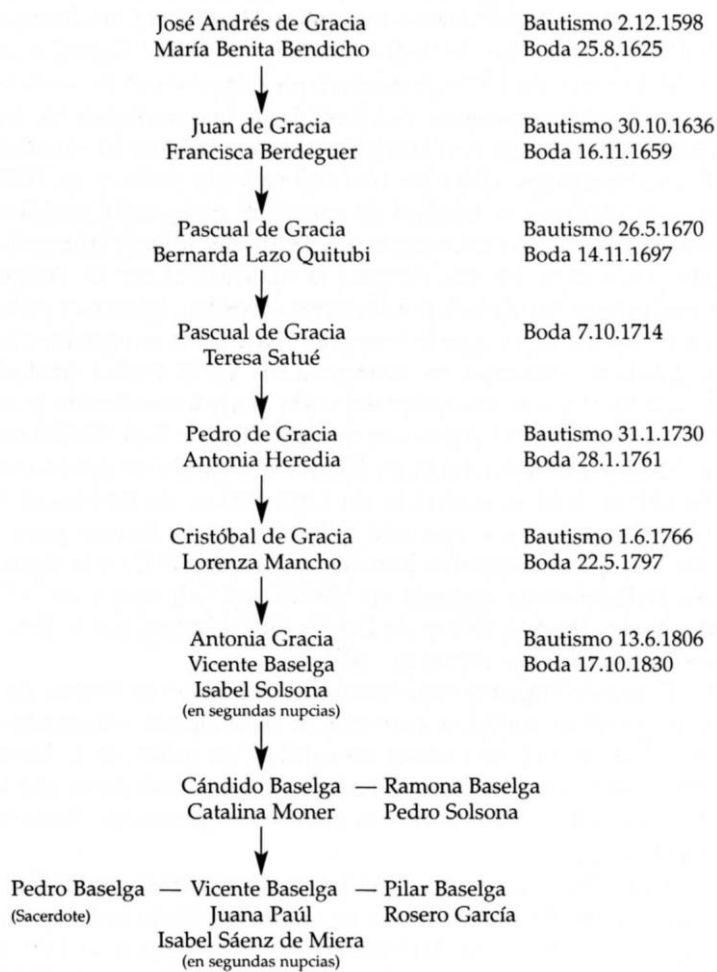 José Andrés de Gracia Bautismo 2.12.1598
María Benita Bendicho Boda 25.8.1625
Juan de Gracia Bautismo 30.10.1636
Francisca Berdeguer Boda 16.11.1659
Pascual de Gracia Bautismo 26.5.1670
Bernarda Lazo Quitubi Boda 14.11.1697
Pascual de Gracia Boda 7.10.1714
Teresa Satué
Pedro de Gracia Bautismo 31.1.1730
Antonia Heredia Boda 28.1.1761
Cristóbal de Gracia Bautismo 1.6.1766
Lorenza Mancho Boda 22.5.1797
Antonia Gracia Bautismo 13.6.1806
Vicente Baselga Boda 17.10.1830
Isabel Solsona
(en segundas nupcias)
Cándido Baselga — Ramona Baselga
Catalina Moner Pedro Solsona
Pedro Baselga — Vicente Baselga — Pilar Baselga
(Sacerdote) Juana Paúl Rosero García
Isabel Sáenz de Miera
(en segundas nupcias)